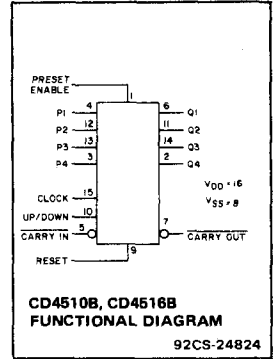 PRESET
ENABLE
1
P1 4 6 Q1
P2 12 11 Q2
P3 13 14 Q3
P4 3 2 Q4
CLOCK 15
VDD = 16
UP/DOWN 10
VSS = 8
CARRY IN 5 7 CARRY OUT
RESET 9
CD4510B, CD4516B
FUNCTIONAL DIAGRAM
92CS-24824